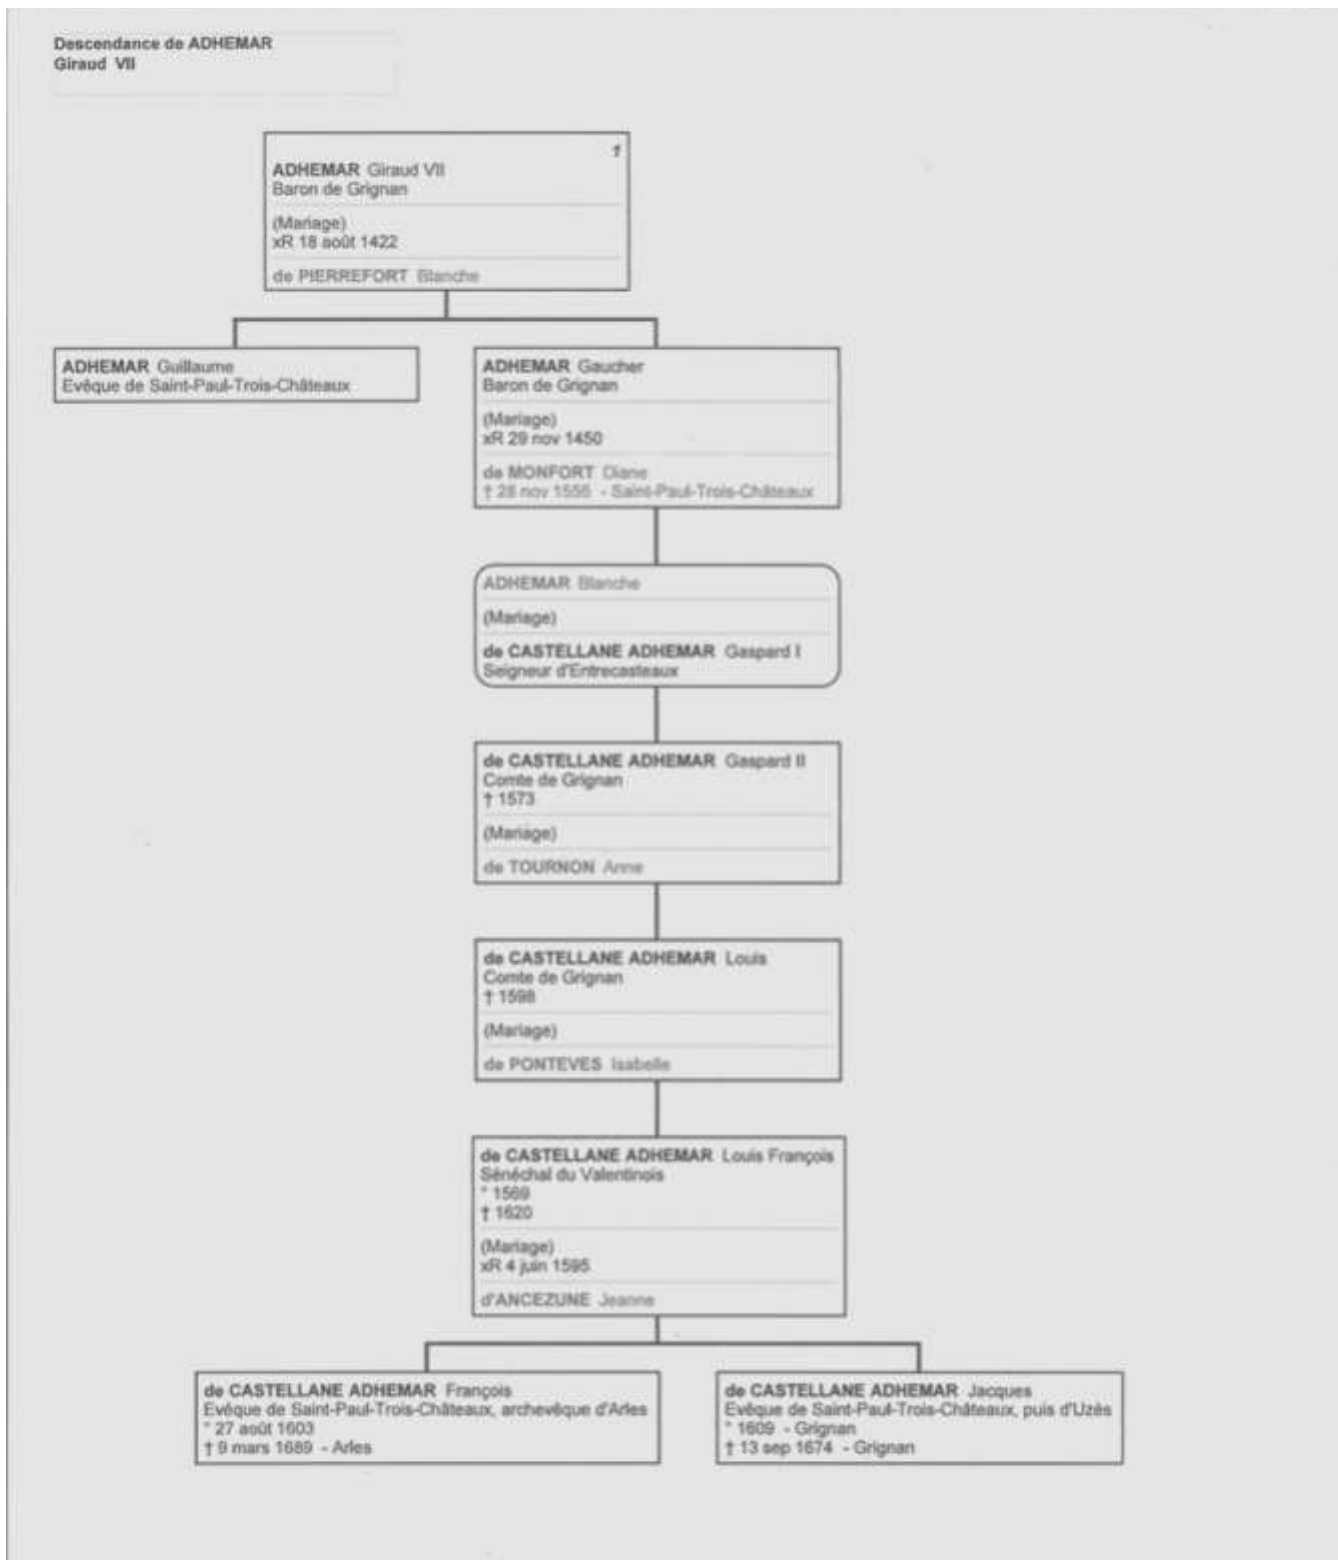 Descendance de ADHEMAR
Giraud VII
1
ADHEMAR Giraud VII
Baron de Grignan
(Mariage)
xR 18 août 1422
de PIERREFORT Blanche
ADHEMAR Guillaume
Evêque de Saint-Paul-Trois-Châteaux
ADHEMAR Gaucher
Baron de Grignan
(Mariage)
xR 29 nov 1450
de MONFORT Diane
† 28 nov 1556 - Saint-Paul-Trois-Châteaux
ADHEMAR Blanche
(Mariage)
de CASTELLANE ADHEMAR Gaspard I
Seigneur d'Entrecasteaux
de CASTELLANE ADHEMAR Gaspard II
Comte de Grignan
† 1573
(Mariage)
de TOURNON Anne
de CASTELLANE ADHEMAR Louis
Comte de Grignan
† 1598
(Mariage)
de PONTEVES Isabelle
de CASTELLANE ADHEMAR Louis François
Sénéchal du Valentinois
° 1569
† 1620
(Mariage)
xR 4 juin 1595
d'ANCEZUNE Jeanne
de CASTELLANE ADHEMAR François
Evêque de Saint-Paul-Trois-Châteaux, archevêque d'Arles
° 27 août 1603
† 9 mars 1689 - Arles
de CASTELLANE ADHEMAR Jacques
Evêque de Saint-Paul-Trois-Châteaux, puis d'Uzès
° 1609 - Grignan
† 13 sep 1674 - Grignan